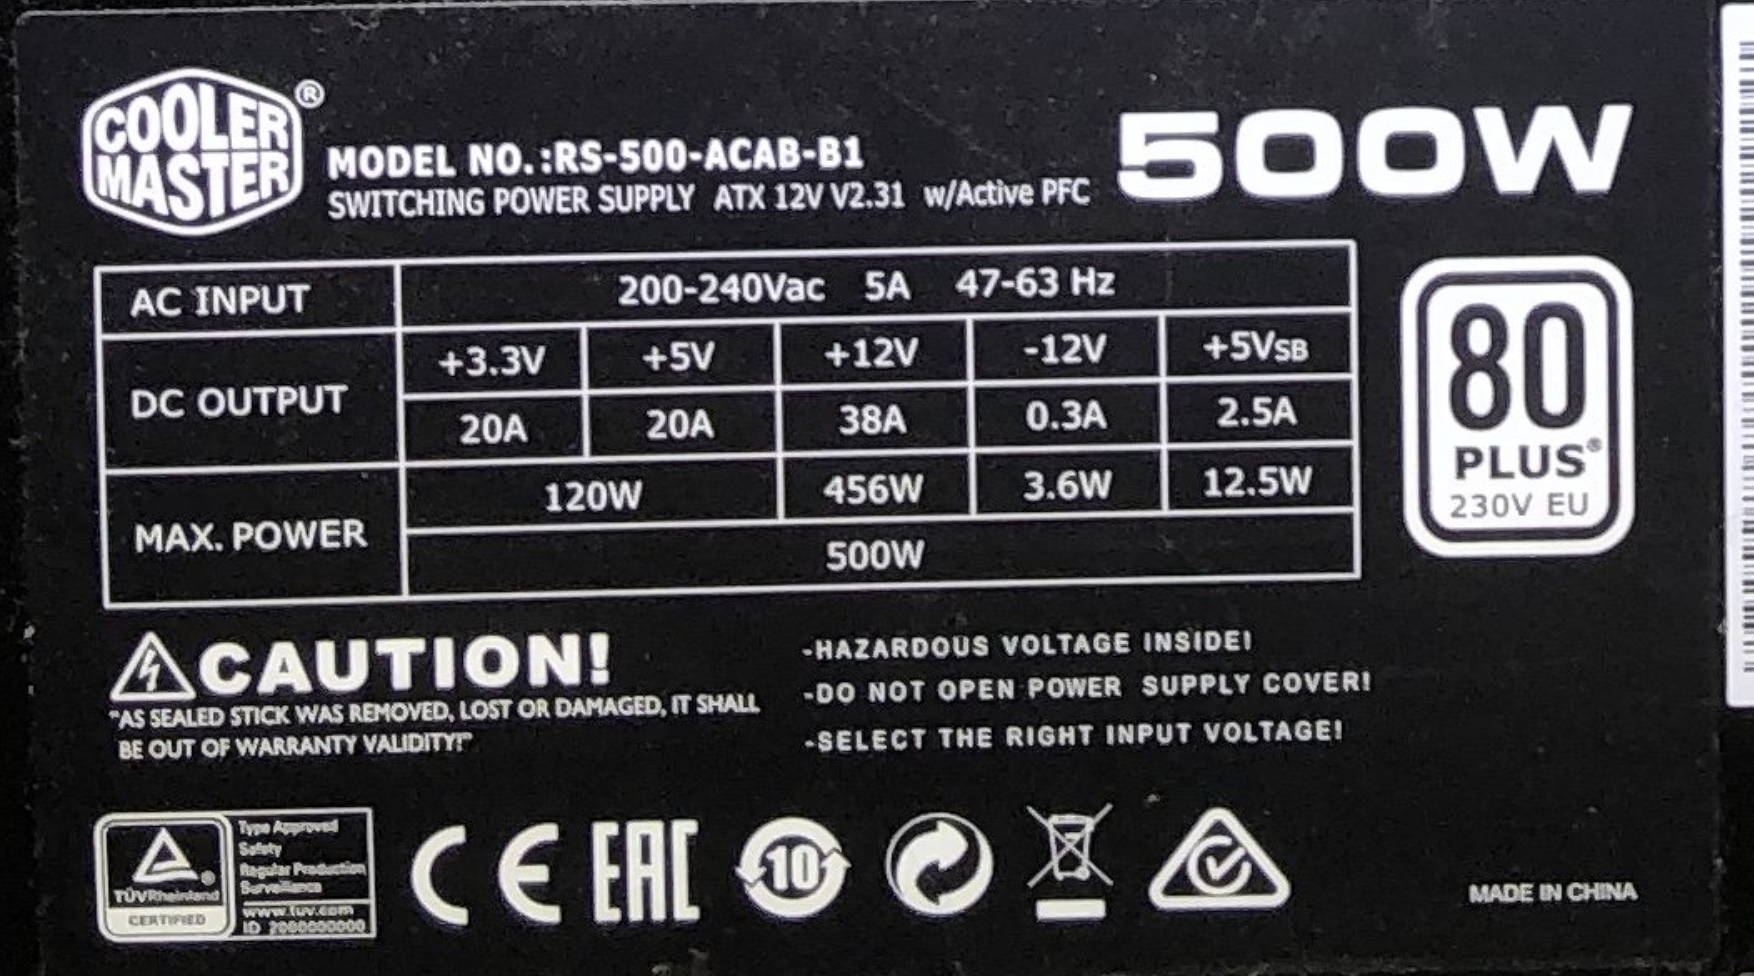 COOLER MASTER ®
MODEL NO.:RS-500-ACAB-B1
SWITCHING POWER SUPPLY ATX 12V V2.31 w/Active PFC
500W
AC INPUT 200-240Vac 5A 47-63 Hz
DC OUTPUT +3.3V +5V +12V -12V +5VSB
20A 20A 38A 0.3A 2.5A
MAX. POWER 120W 456W 3.6W 12.5W
500W
80
PLUS®
230V EU
CAUTION!
"AS SEALED STICK WAS REMOVED, LOST OR DAMAGED, IT SHALL
BE OUT OF WARRANTY VALIDITY!"
-HAZARDOUS VOLTAGE INSIDE!
-DO NOT OPEN POWER SUPPLY COVER!
-SELECT THE RIGHT INPUT VOLTAGE!
TÜVRheinland ®
CERTIFIED
Type Approved
Safety
Regular Production
Surveillance
www.tuv.com
ID 2000000000
CE EAC 10
MADE IN CHINA